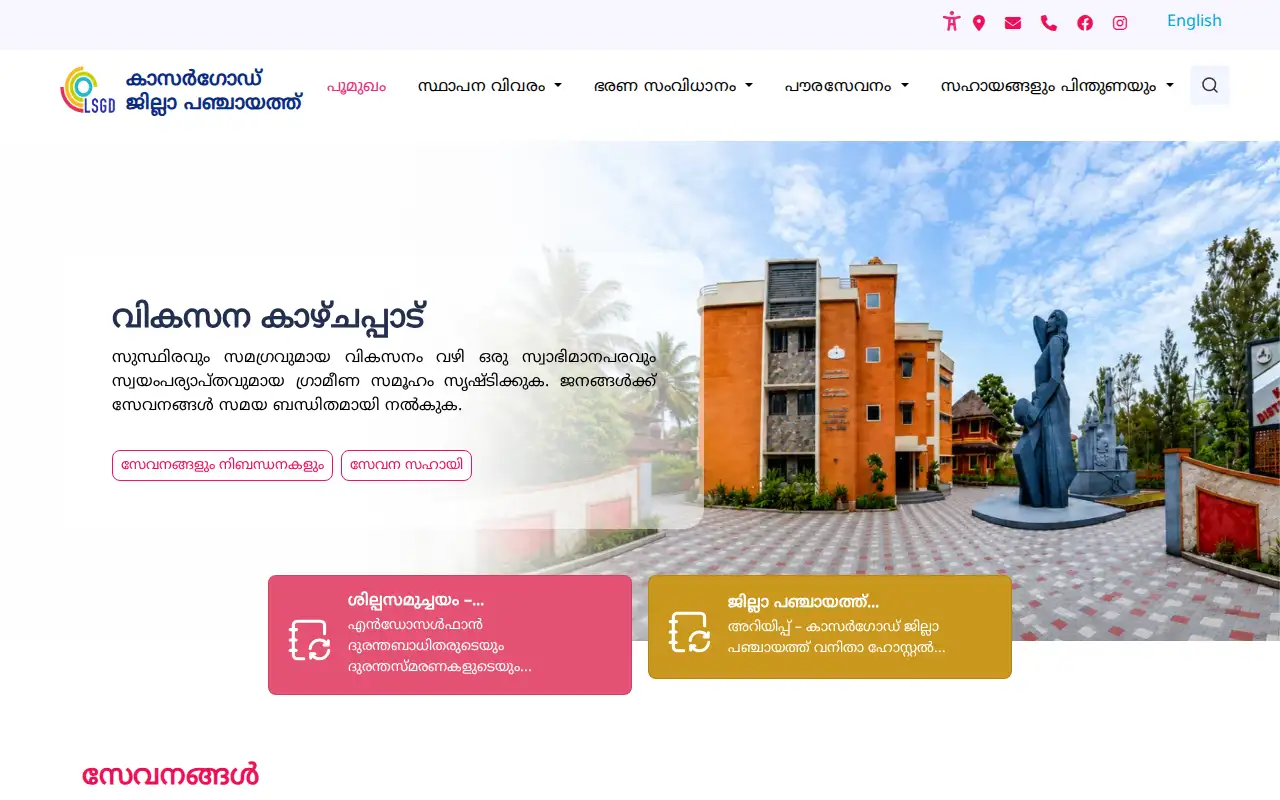 English
കാസർഗോഡ്
ജില്ലാ പഞ്ചായത്ത്
LSGD
പൂമുഖം
സ്ഥാപന വിവരം
ഭരണ സംവിധാനം
പൗരസേവനം
സഹായങ്ങളും പിന്തുണയും
വികസന കാഴ്ചപ്പാട്
സുസ്ഥിരവും സമഗ്രവുമായ വികസനം വഴി ഒരു സ്വാഭിമാനപരവും
സ്വയംപര്യാപ്തവുമായ ഗ്രാമീണ സമൂഹം സൃഷ്ടിക്കുക. ജനങ്ങൾക്ക്
സേവനങ്ങൾ സമയ ബന്ധിതമായി നൽകുക.
സേവനങ്ങളും നിബന്ധനകളും
സേവന സഹായി
ശില്പസമുച്ചയം –...
എൻഡോസൾഫാൻ
ദുരന്തബാധിതരുടെയും
ദുരന്തസ്മരണകളുടെയും...
ജില്ലാ പഞ്ചായത്ത്...
അറിയിപ്പ് – കാസർഗോഡ് ജില്ലാ
പഞ്ചായത്ത് വനിതാ ഹോസ്റ്റൽ...
സേവനങ്ങൾ